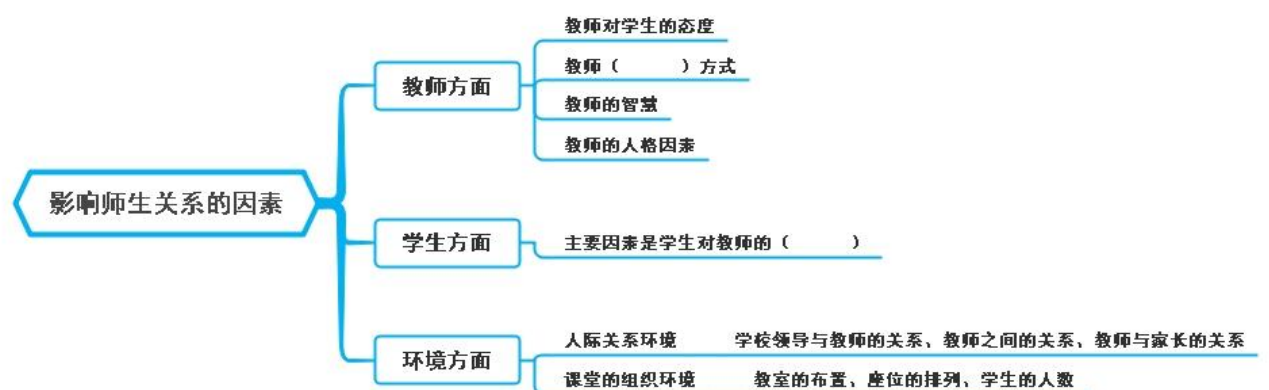 影响师生关系的因素
教师方面
教师对学生的态度
教师（　　　）方式
教师的智慧
教师的人格因素
学生方面
主要因素是学生对教师的（　　　）
环境方面
人际关系环境　　学校领导与教师的关系、教师之间的关系、教师与家长的关系
课堂的组织环境　　教室的布置、座位的排列、学生的人数